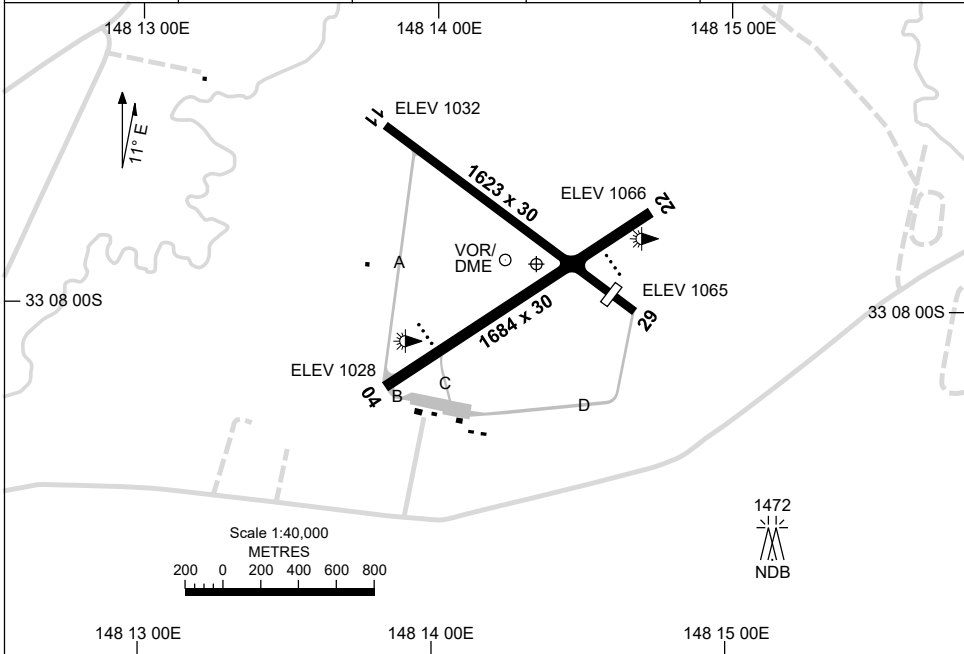 148 13 00E 148 14 00E 148 15 00E
11 ELEV 1032
11° E
1623 x 30
ELEV 1066 22
A
VOR/
DME
ELEV 1065
33 08 00S
33 08 00S
1684 x 30
29
ELEV 1028
04
B
C
D
1472
NDB
Scale 1:40,000
METRES
200 0 200 400 600 800
148 13 00E 148 14 00E 148 15 00E